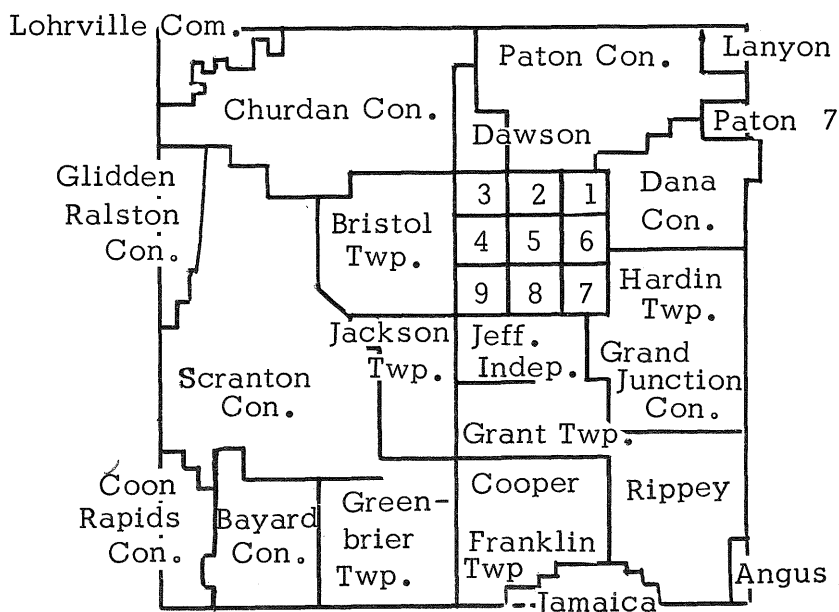 Lohrville Com.
Paton Con.
Lanyon
Churdan Con.
Dawson
Paton 7
Glidden
Ralston
Con.
Bristol
Twp.
3 2 1
4 5 6
9 8 7
Dana
Con.
Hardin
Twp.
Jackson
Twp.
Jeff.
Indep.
Grand
Junction
Con.
Scranton
Con.
Grant Twp.
Coon
Rapids
Con.
Bayard
Con.
Green-
brier
Twp.
Cooper
Franklin
Twp
Rippey
Angus
Jamaica